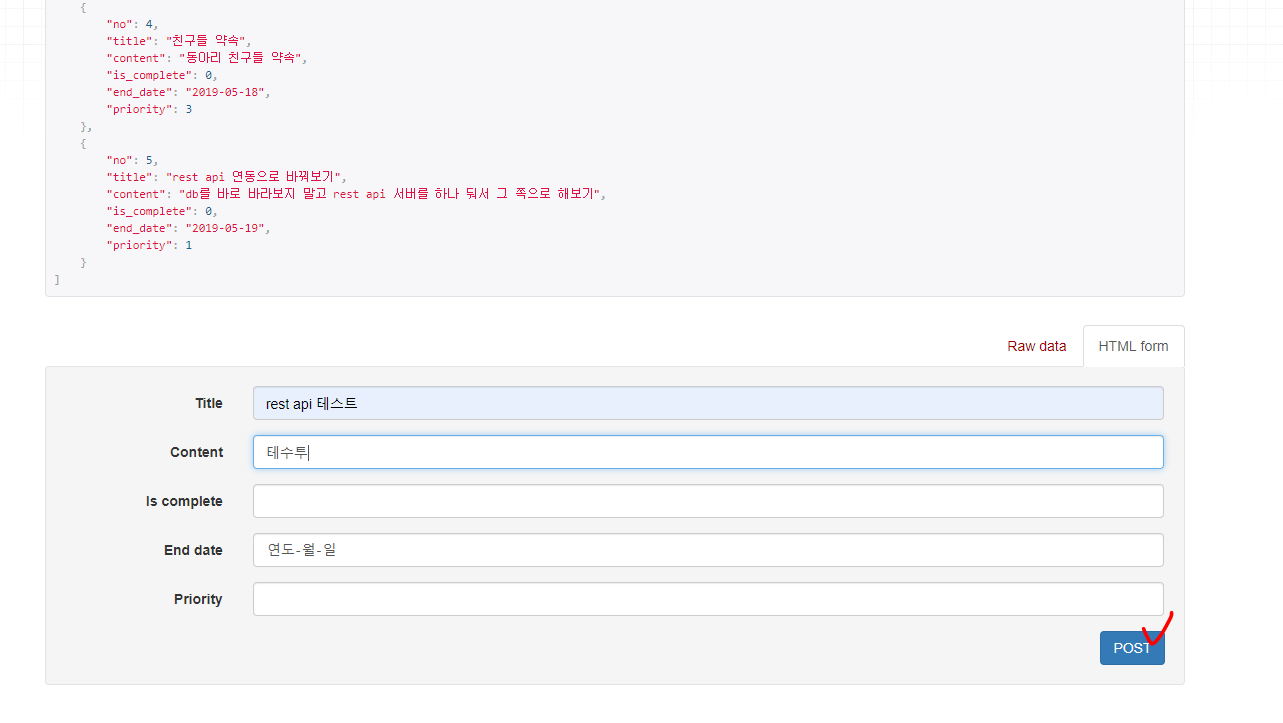 {
"no": 4,
"title": "친구들 약속",
"content": "동아리 친구들 약속",
"is_complete": 0,
"end_date": "2019-05-18",
"priority": 3
},
{
"no": 5,
"title": "rest api 연동으로 바꿔보기",
"content": "db를 바로 바라보지 말고 rest api 서버를 하나 둬서 그 쪽으로 해보기",
"is_complete": 0,
"end_date": "2019-05-19",
"priority": 1
}
]
Raw data HTML form
Title rest api 테스트
Content 테수투
Is complete
End date 연도-월-일
Priority
POST